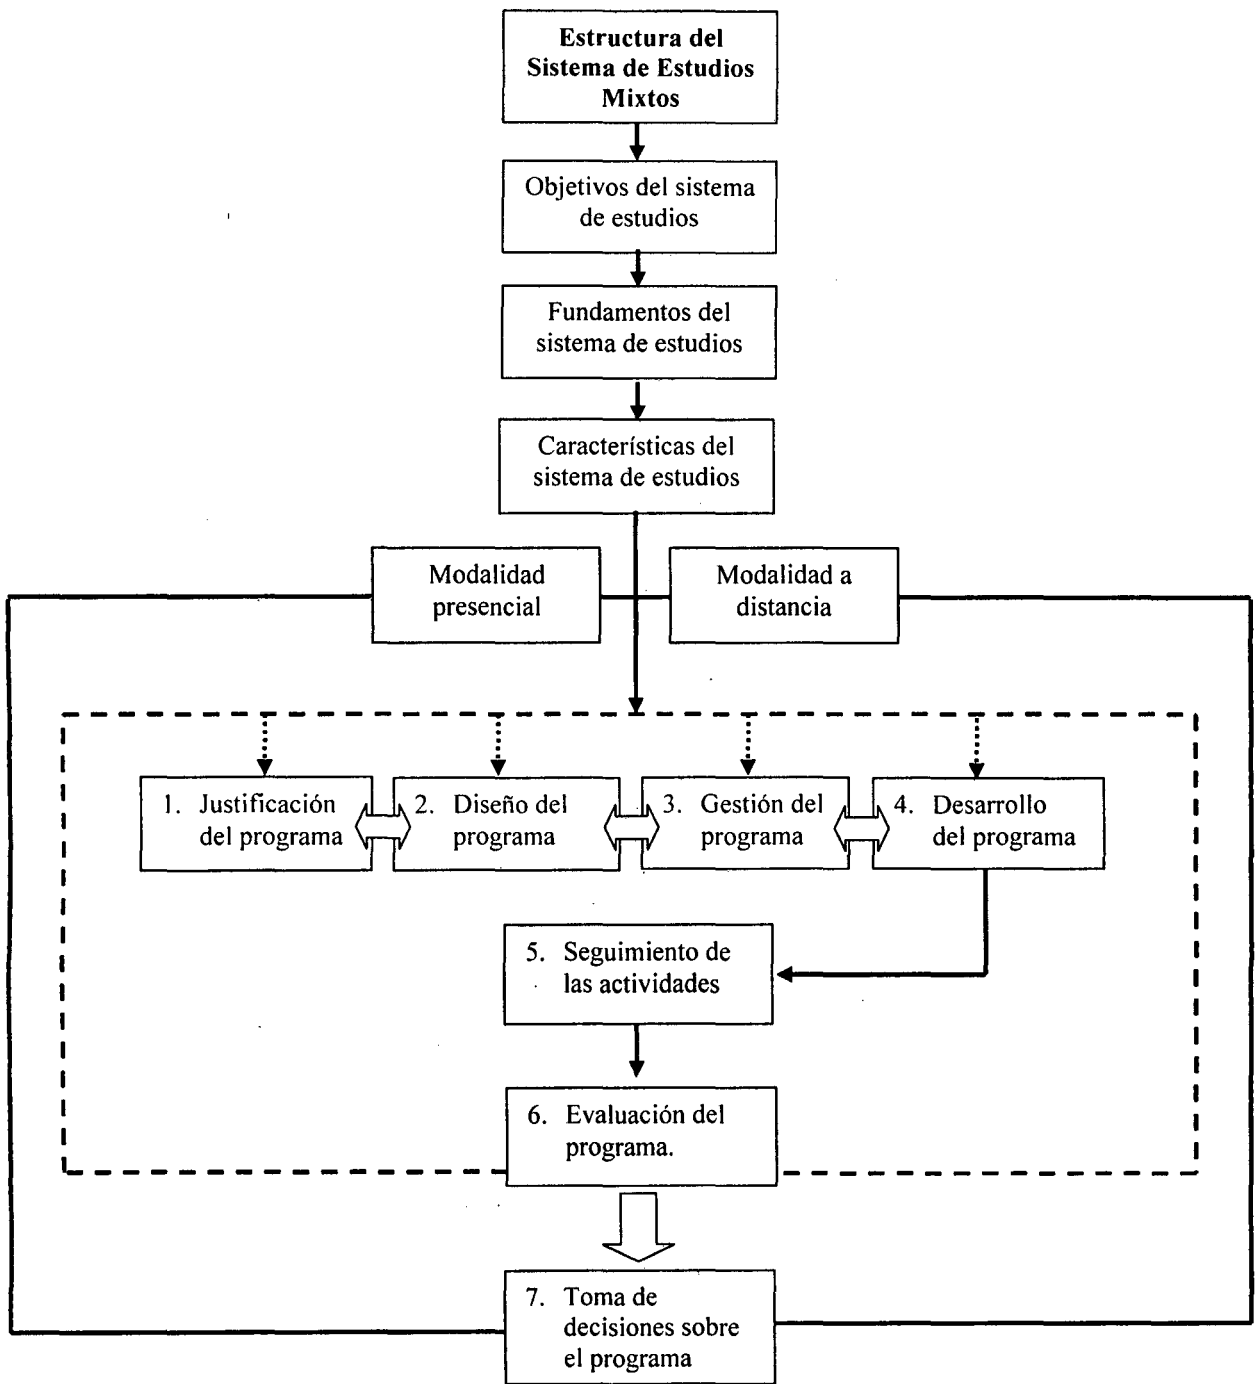 Estructura del
Sistema de Estudios
Mixtos
Objetivos del sistema
de estudios
Fundamentos del
sistema de estudios
Características del
sistema de estudios
Modalidad
presencial
Modalidad a
distancia
1. Justificación
del programa
2. Diseño del
programa
3. Gestión del
programa
4. Desarrollo
del programa
5. Seguimiento de
las actividades
6. Evaluación del
programa.
7. Toma de
decisiones sobre
el programa